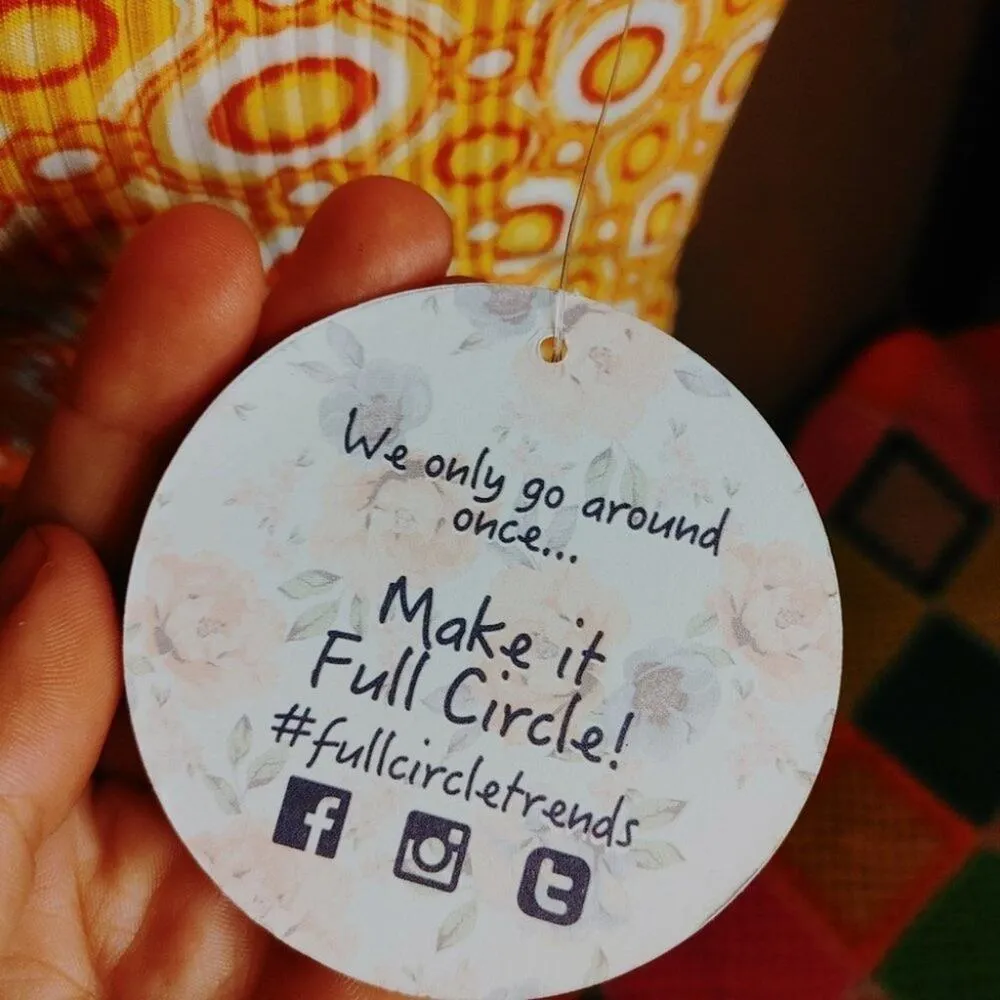 We only go around
once...
Make it
Full Circle!
#fullcircletrends